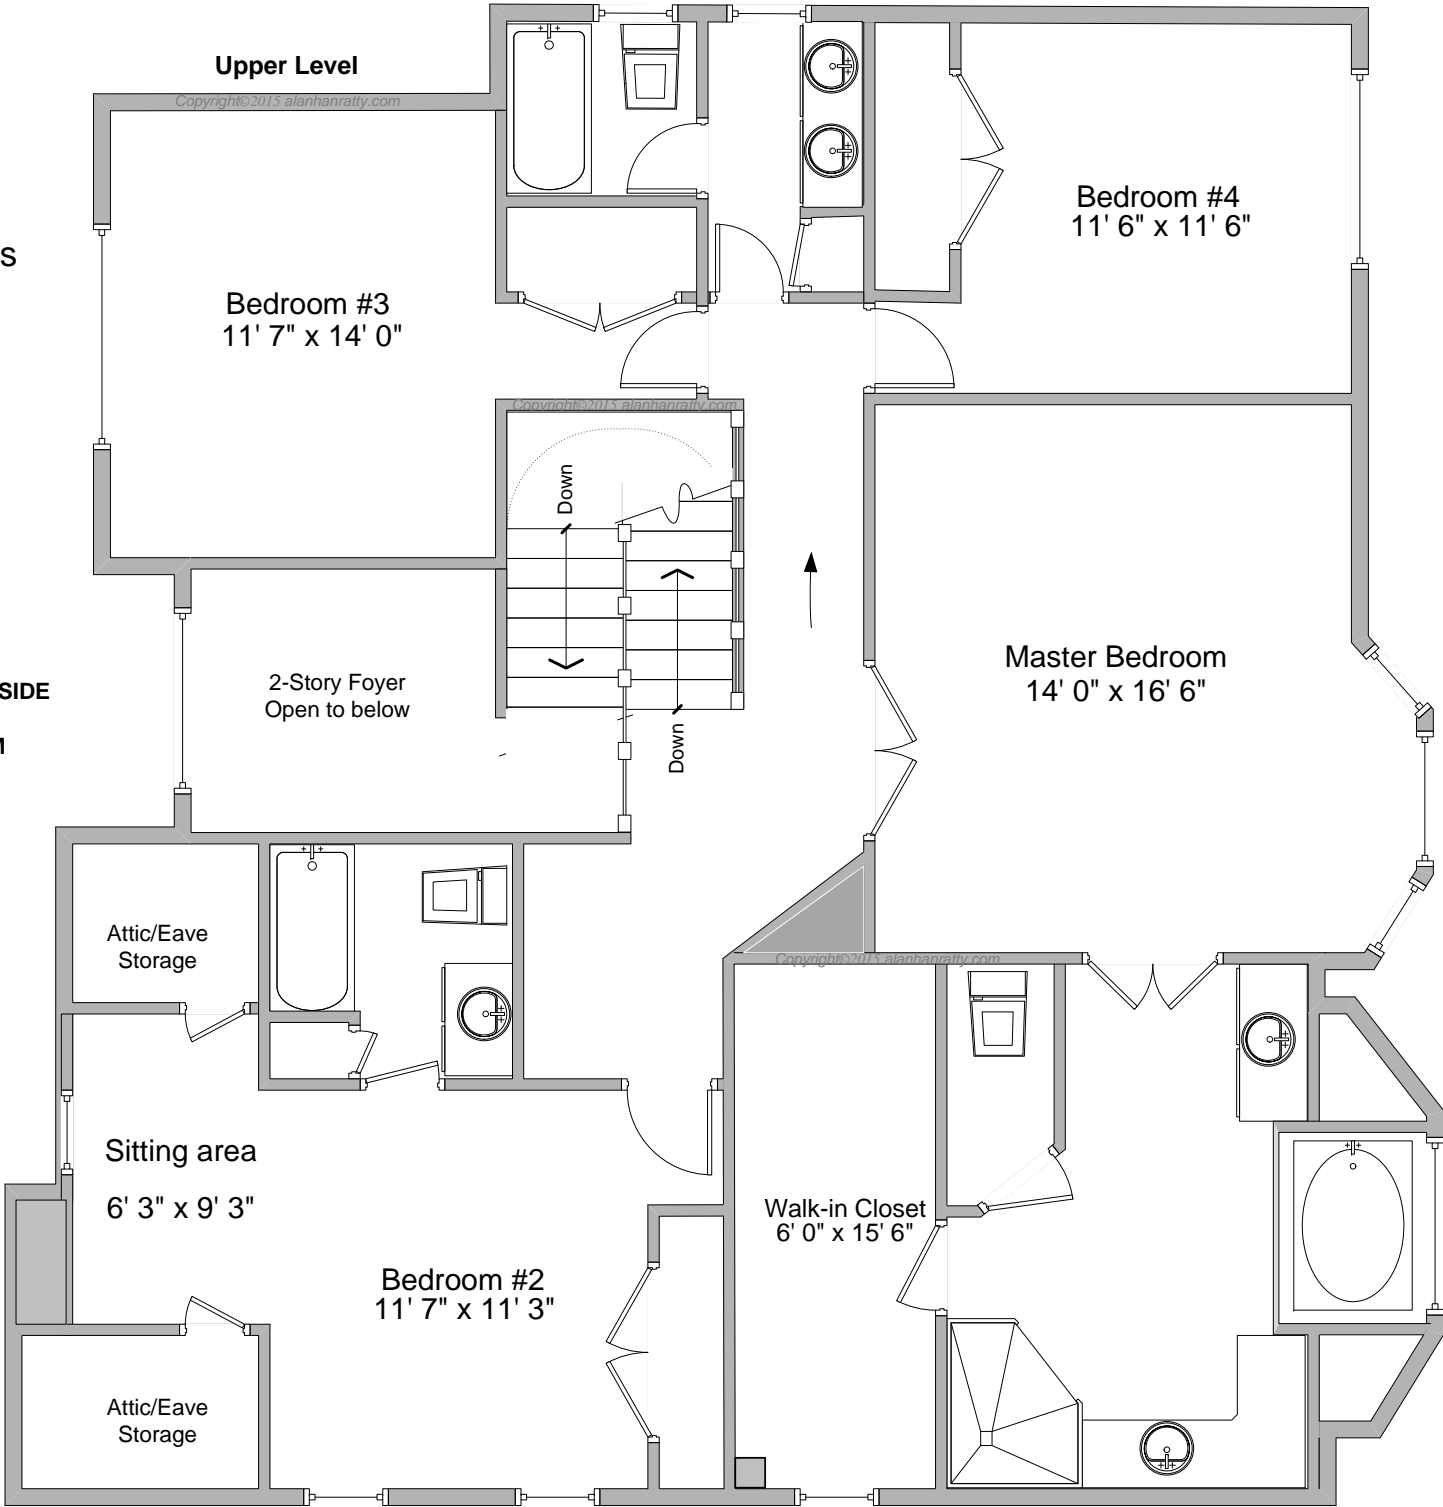 Upper Level
Copyright©2015 alanhanratty.com
Bedroom #4
11' 6" x 11' 6"
S
Bedroom #3
11' 7" x 14' 0"
Copyright©2015 alanhanratty.com
Down
Master Bedroom
14' 0" x 16' 6"
2-Story Foyer
Open to below
SIDE
Down
Attic/Eave
Storage
Copyright©2015 alanhanratty.com
Sitting area
6' 3" x 9' 3"
Walk-in Closet
6' 0" x 15' 6"
Bedroom #2
11' 7" x 11' 3"
Attic/Eave
Storage